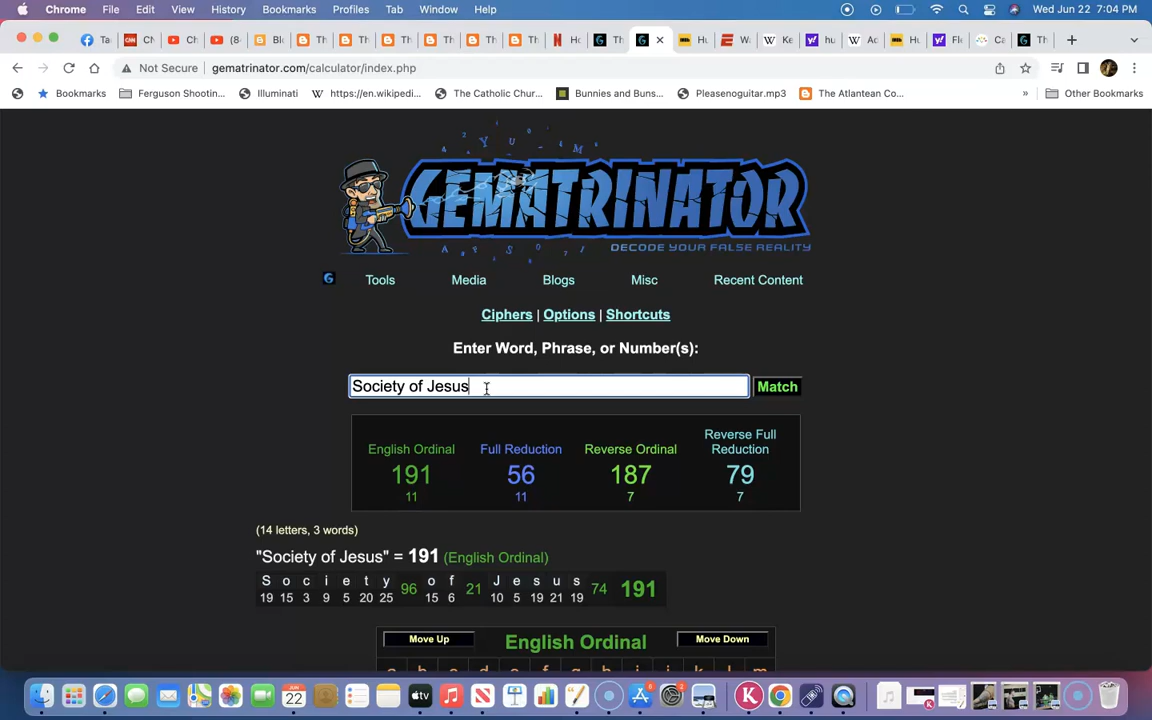 Chrome File Edit View History Bookmarks Profiles Tab Window Help Wed Jun 22 7:04 PM
Not Secure gematrinator.com/calculator/index.php
Bookmarks Ferguson Shootin... Illuminati https://en.wikipedi... The Catholic Chur... Bunnies and Buns... Pleasenoguitar.mp3 The Atlantean Co... » Other Bookmarks
GEMATRINATOR
DECODE YOUR FALSE REALITY
Tools Media Blogs Misc Recent Content
Ciphers | Options | Shortcuts
Enter Word, Phrase, or Number(s):
Society of Jesus Match
English Ordinal Full Reduction Reverse Ordinal Reverse Full Reduction
191 56 187 79
11 11 7 7
(14 letters, 3 words)
"Society of Jesus" = 191 (English Ordinal)
S o c i e t y o f J e s u s
19 15 3 9 5 20 25 96 15 6 21 10 5 19 21 19 74 191
Move Up English Ordinal Move Down
a b c d e f g h i j k l m